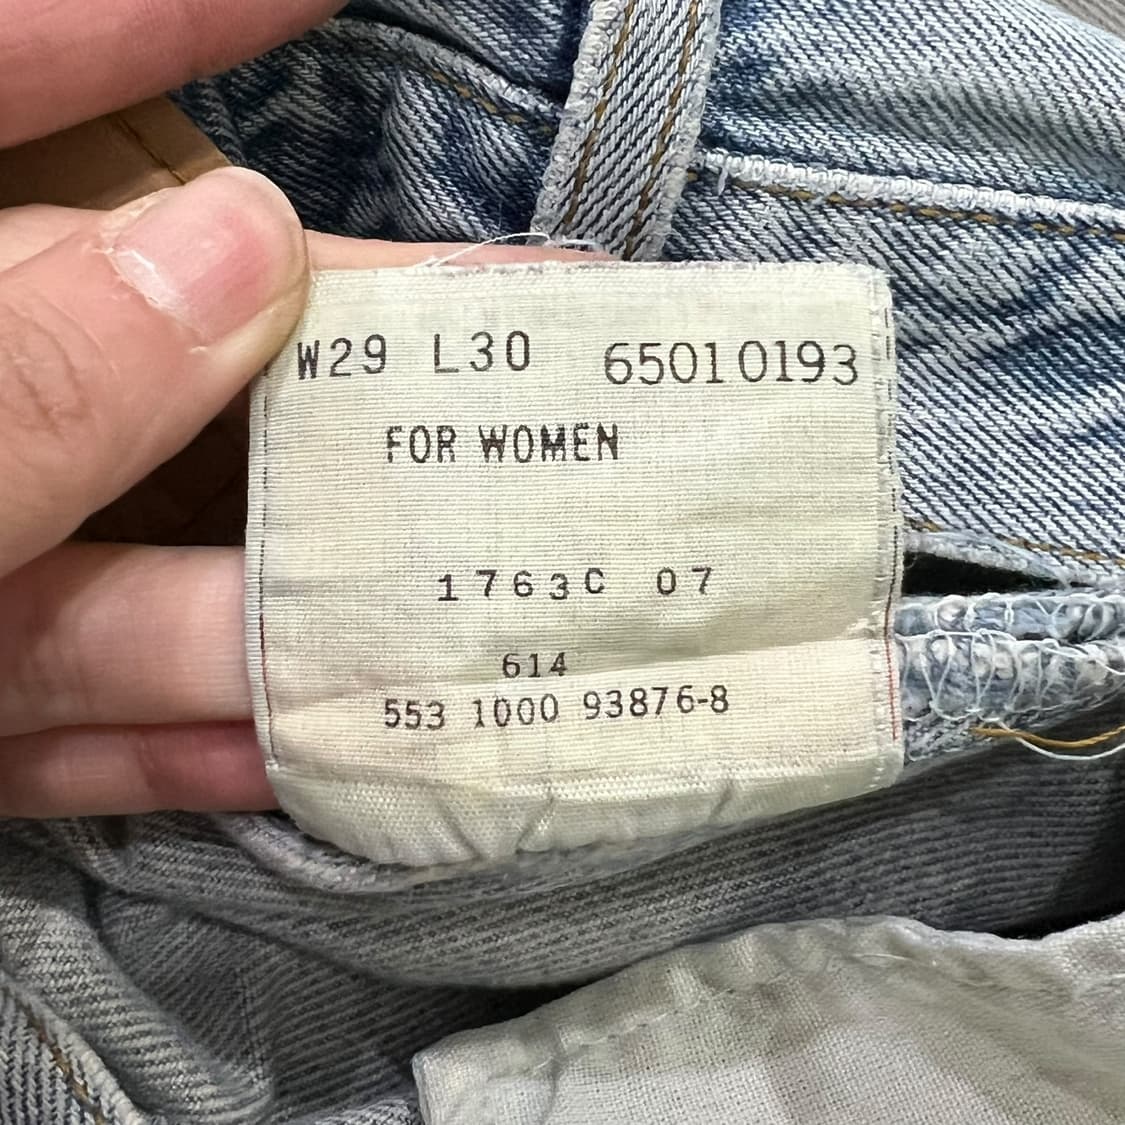 W29 L30 65010193
FOR WOMEN
1763C 07
614
553 1000 93876-8